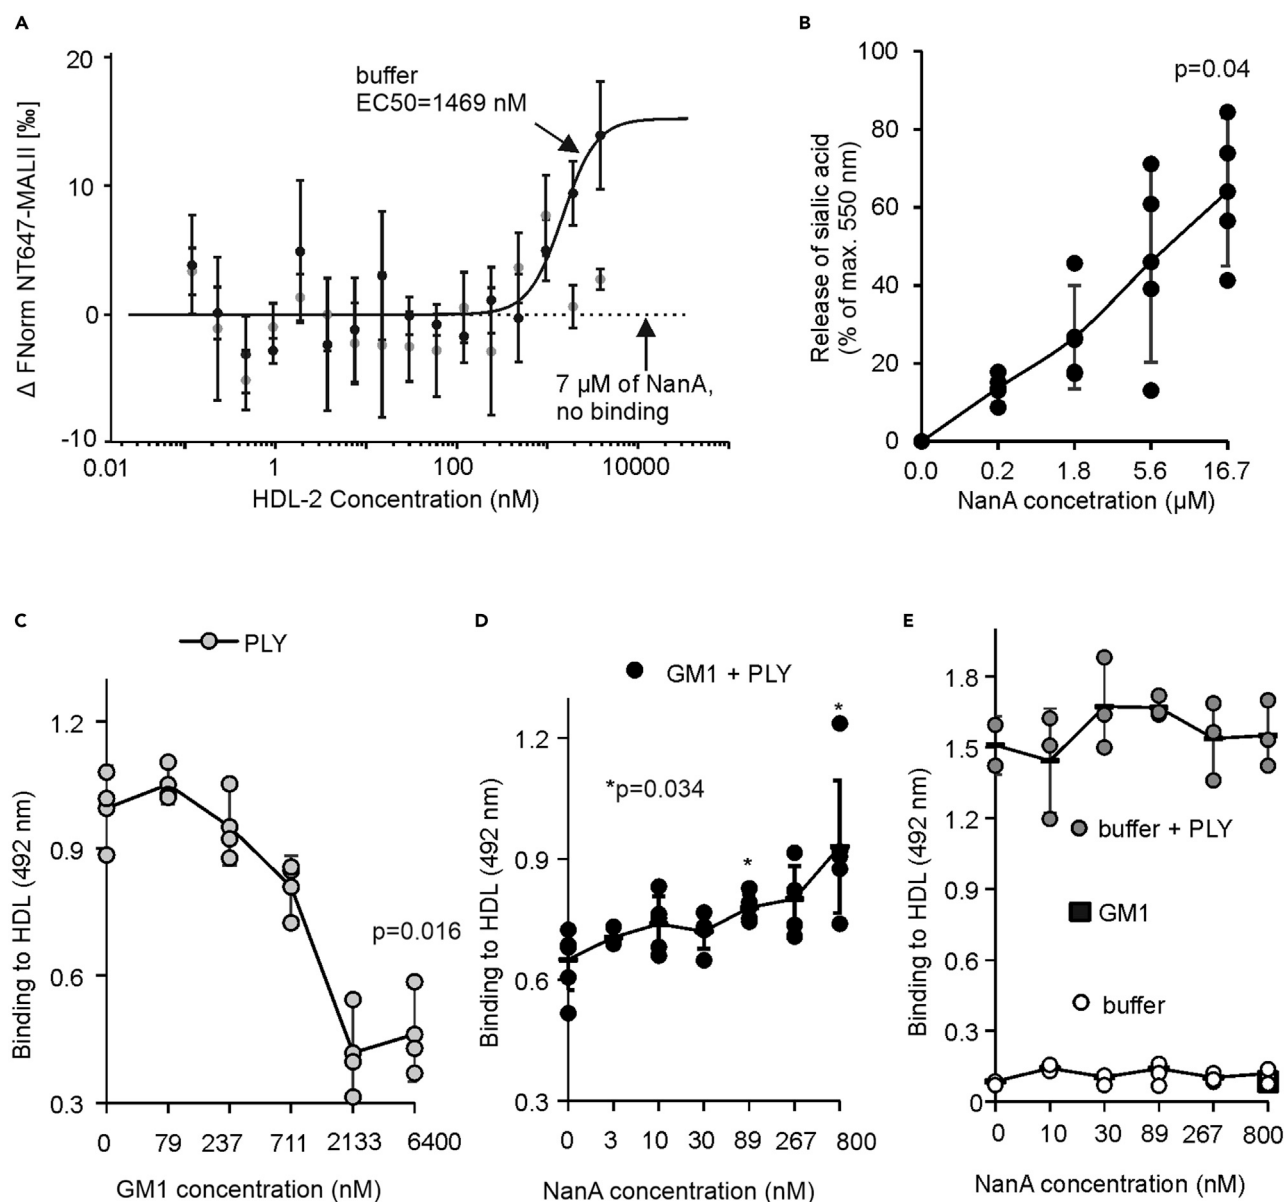 A
Δ FNorm NT647-MALII [‰]
20
10
0
-10
buffer
EC50=1469 nM
7 µM of NanA,
no binding
0.01
1
100
10000
HDL-2 Concentration (nM)
B
Release of sialic acid
(% of max. 550 nm)
100
80
60
40
20
0
p=0.04
0.0
0.2
1.8
5.6
16.7
NanA concetration (µM)
C
PLY
Binding to HDL (492 nm)
1.2
0.9
0.6
0.3
p=0.016
0
79
237
711
2133
6400
GM1 concentration (nM)
D
GM1 + PLY
Binding to HDL (492 nm)
1.2
0.9
0.6
0.3
*p=0.034
*
*
0
3
10
30
89
267
800
NanA concentration (nM)
E
Binding to HDL (492 nm)
1.8
1.5
1.2
0.9
0.6
0.3
0
buffer + PLY
GM1
buffer
0
10
30
89
267
800
NanA concentration (nM)